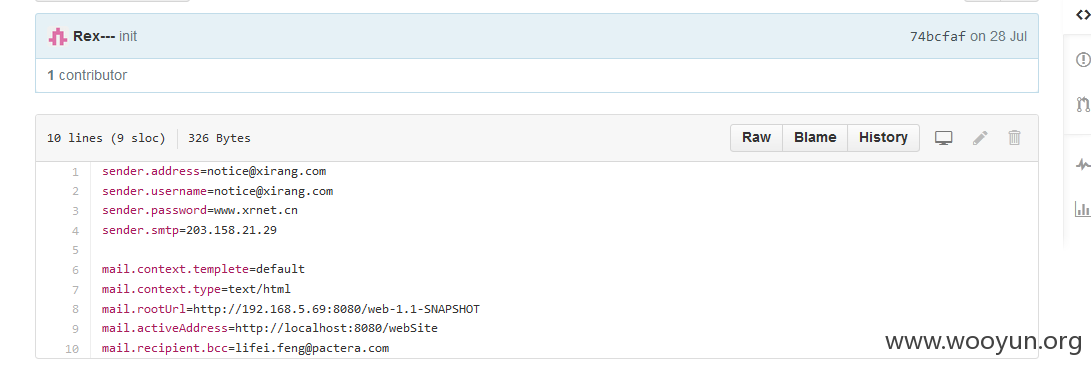 Rex--- init 74bcfaf on 28 Jul
1 contributor
10 lines (9 sloc) 326 Bytes Raw Blame History
1 sender.address=notice@xirang.com
2 sender.username=notice@xirang.com
3 sender.password=www.xrnet.cn
4 sender.smtp=203.158.21.29
5
6 mail.context.templete=default
7 mail.context.type=text/html
8 mail.rootUrl=http://192.168.5.69:8080/web-1.1-SNAPSHOT
9 mail.activeAddress=http://localhost:8080/webSite
10 mail.recipient.bcc=lifei.feng@pactera.com
www.wooyun.org